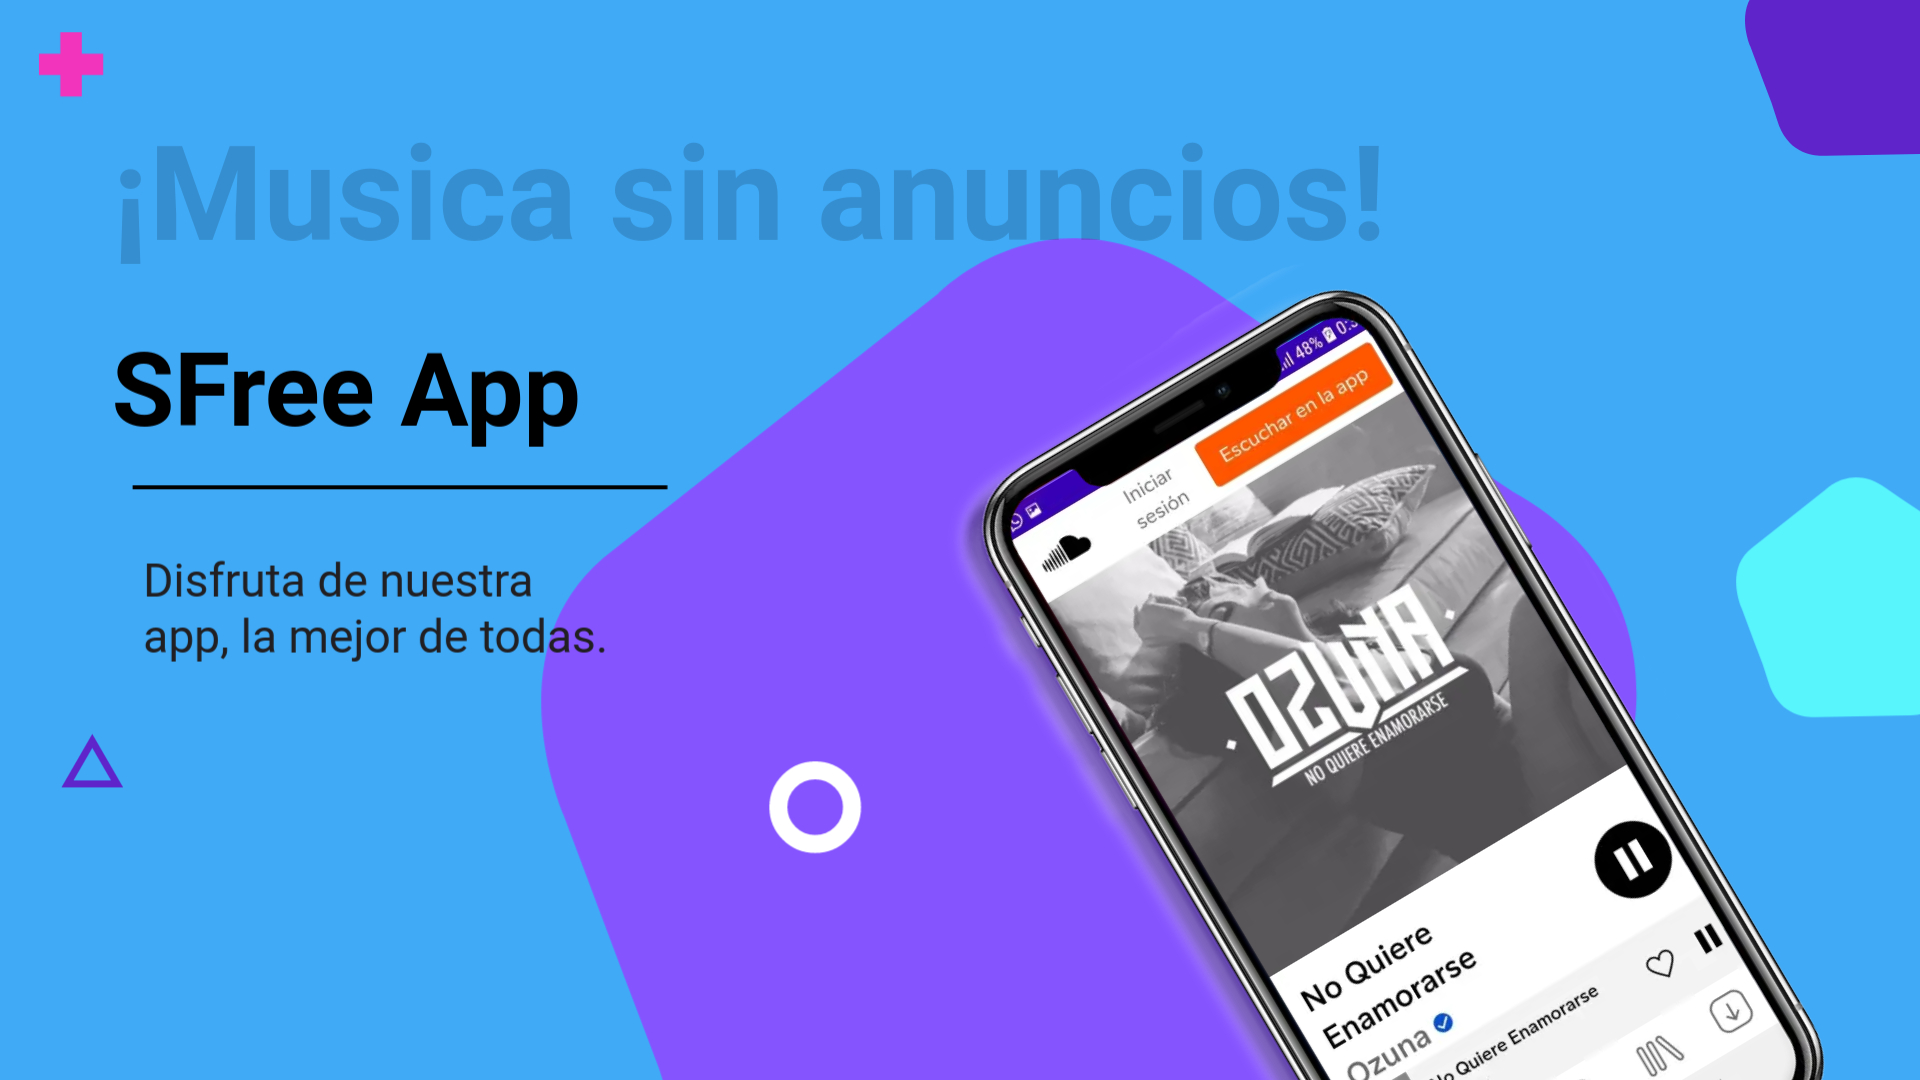 ¡Musica sin anuncios!
SFree App
Disfruta de nuestra
app, la mejor de todas.
48%
Iniciar
sesión
Escuchar en la app
OZUNA
NO QUIERE ENAMORARSE
No Quiere
Enamorarse
Ozuna
No Quiere Enamorarse